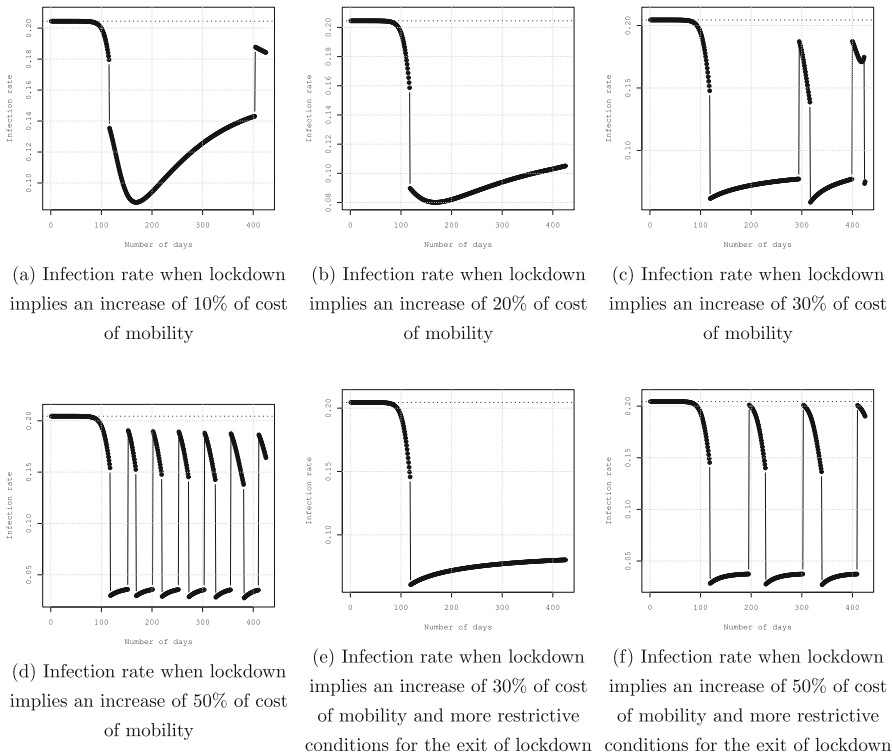 Infection rate
0.10 0.12 0.14 0.16 0.18 0.20
0 100 200 300 400
Number of days
Infection rate
0.08 0.10 0.12 0.14 0.16 0.18 0.20
0 100 200 300 400
Number of days
Infection rate
0.10 0.15 0.20
0 100 200 300 400
Number of days
(a) Infection rate when lockdown
implies an increase of 10% of cost
of mobility
(b) Infection rate when lockdown
implies an increase of 20% of cost
of mobility
(c) Infection rate when lockdown
implies an increase of 30% of cost
of mobility
Infection rate
0.05 0.10 0.15 0.20
0 100 200 300 400
Number of days
Infection rate
0.10 0.15 0.20
0 100 200 300 400
Number of days
Infection rate
0.05 0.10 0.15 0.20
0 100 200 300 400
Number of days
(d) Infection rate when lockdown
implies an increase of 50% of cost
of mobility
(e) Infection rate when lockdown
implies an increase of 30% of cost
of mobility and more restrictive
conditions for the exit of lockdown
(f) Infection rate when lockdown
implies an increase of 50% of cost
of mobility and more restrictive
conditions for the exit of lockdown